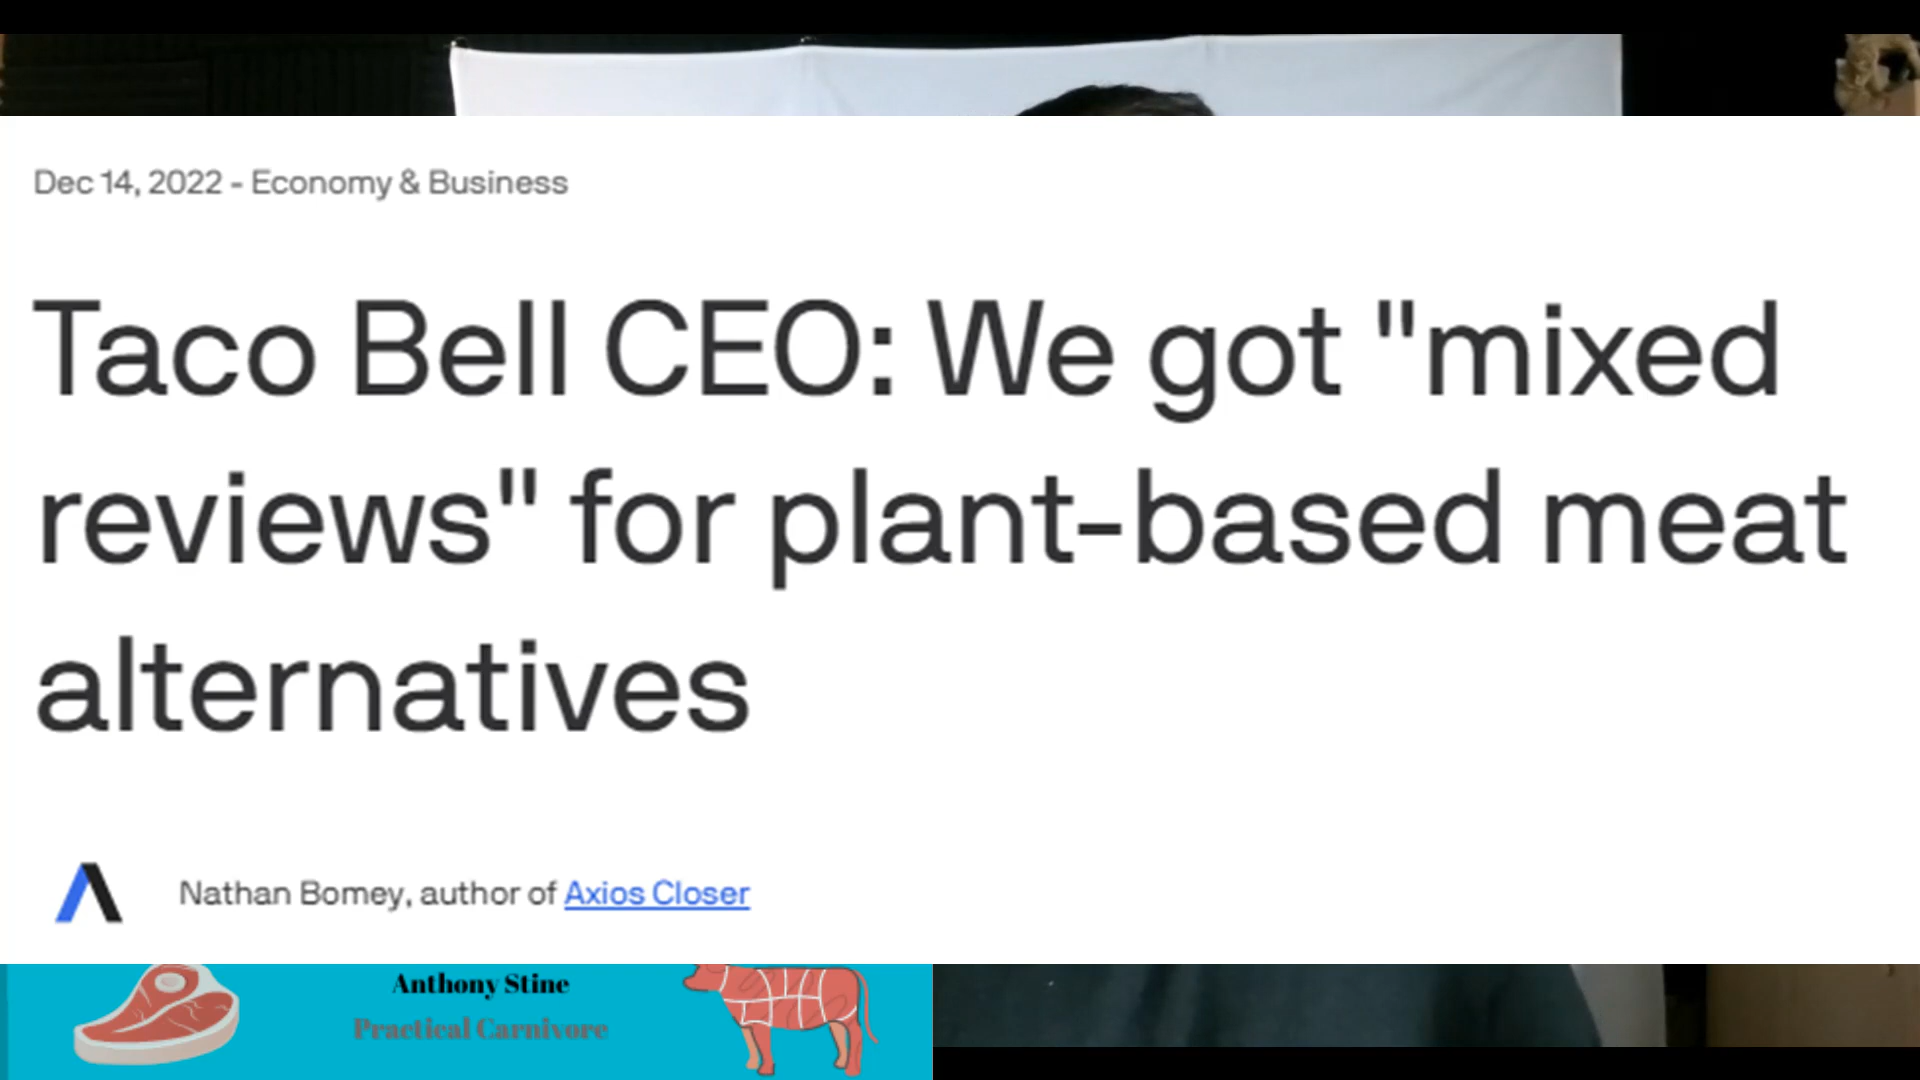 Dec 14, 2022 - Economy & Business
Taco Bell CEO: We got "mixed
reviews" for plant-based meat
alternatives
Nathan Bomey, author of Axios Closer
Anthony Stine
Practical Carnivore